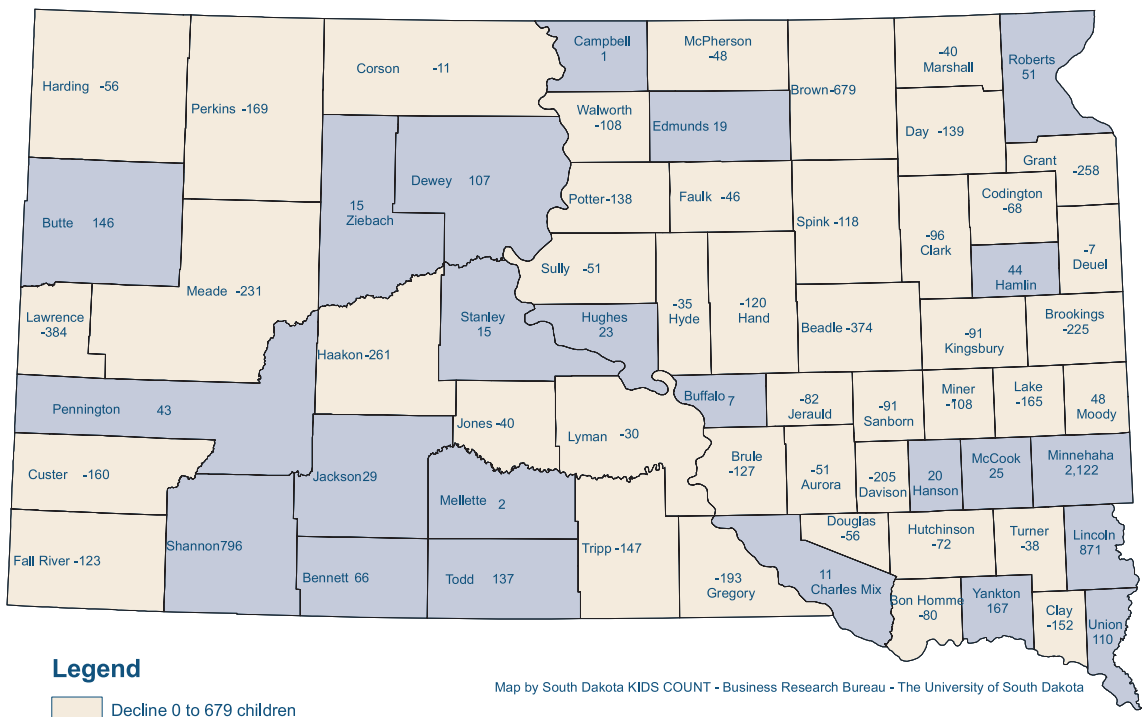 Campbell
1
McPherson
-48
-40
Marshall
Roberts
51
Harding -56
Corson -11
Perkins -169
Brown-679
Walworth
-108
Edmunds 19
Day -139
Grant
-258
Dewey 107
15
Ziebach
Butte 146
Potter-138
Faulk -46
Spink -118
Codington
-68
-96
Clark
-7
Deuel
Sully -51
44
Hamlin
Meade -231
Lawrence
-384
Stanley
15
Hughes
23
-35
Hyde
-120
Hand
Beadle -374
-91
Kingsbury
Brookings
-225
Haakon-261
Pennington 43
Buffalo 7
-82
Jerauld
-91
Sanborn
Miner
-108
Lake
-165
48
Moody
Jones -40
Lyman -30
Custer -160
Jackson29
Brule
-127
-51
Aurora
-205
Davison
20
Hanson
McCook
25
Minnehaha
2,122
Mellette 2
Fall River -123
Shannon796
Tripp -147
Douglas
-56
Hutchinson
-72
Turner
-38
Lincoln
871
Bennett 66
Todd 137
-193
Gregory
11
Charles Mix
Bon Homme
-80
Yankton
167
Clay
-152
Union
110
Legend
Decline 0 to 679 children
Map by South Dakota KIDS COUNT - Business Research Bureau - The University of South Dakota